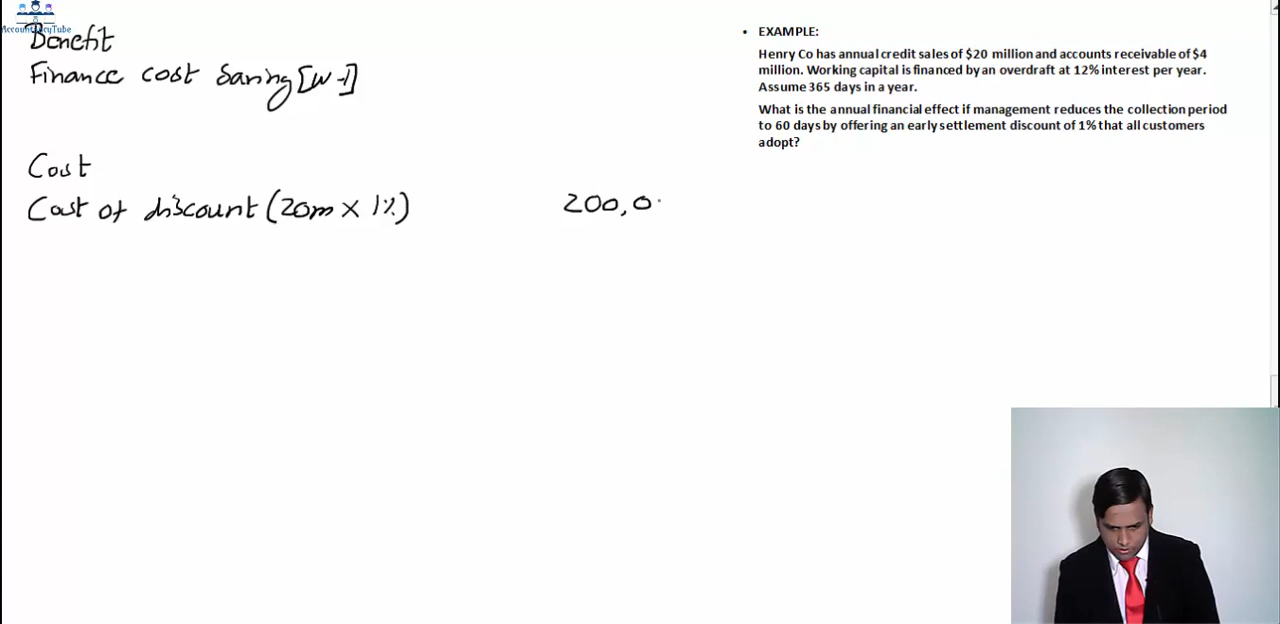 AccountancyTube
Benefit
Finance cost saving [W-1]
Cost
Cost of discount (20m × 1%) 200,0
• EXAMPLE:
Henry Co has annual credit sales of $20 million and accounts receivable of $4
million. Working capital is financed by an overdraft at 12% interest per year.
Assume 365 days in a year.
What is the annual financial effect if management reduces the collection period
to 60 days by offering an early settlement discount of 1% that all customers
adopt?